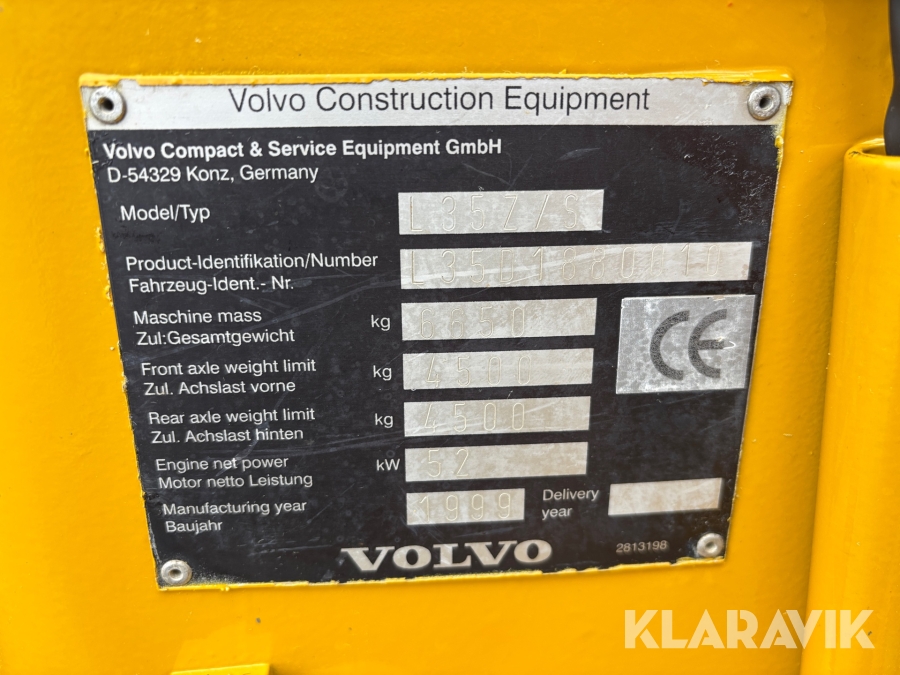 Volvo Construction Equipment
Volvo Compact & Service Equipment GmbH
D-54329 Konz, Germany
Model/Typ L35Z/S
Product-Identifikation/Number
Fahrzeug-Ident.- Nr.
Maschine mass
Zul:Gesamtgewicht kg 6650
Front axle weight limit
Zul. Achslast vorne kg 4500
Rear axle weight limit
Zul. Achslast hinten kg 4500
Engine net power
Motor netto Leistung kW 52
Manufacturing year
Baujahr 1999
Delivery
year
CE
VOLVO
2813198
KLARAVIK